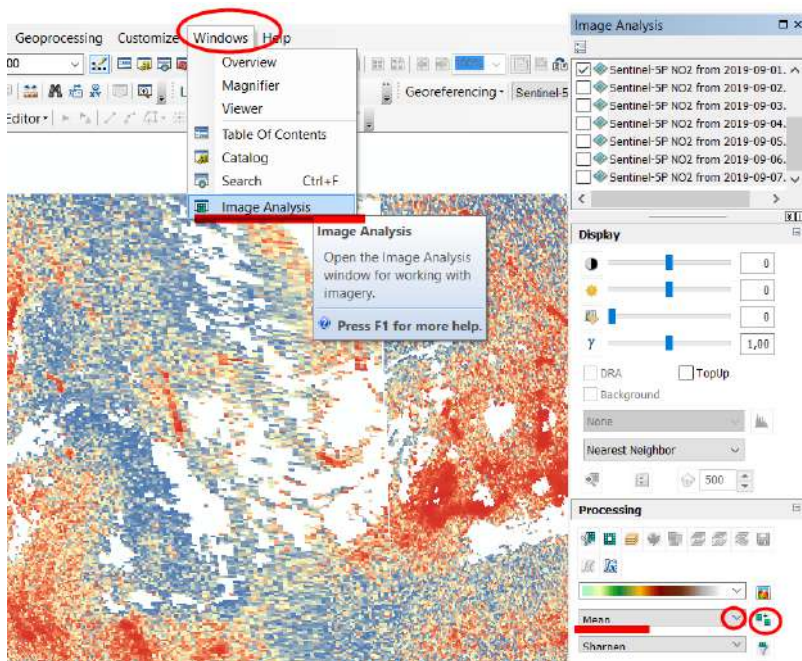 Geoprocessing Customize Windows Help
Overview
Magnifier
Viewer
Table Of Contents
Catalog
Search Ctrl+F
Image Analysis
00
Georeferencing
Sentinel-5
Editor
Image Analysis
Open the Image Analysis
window for working with
imagery.
Press F1 for more help.
Image Analysis
Sentinel-5P NO2 from 2019-09-01.
Sentinel-5P NO2 from 2019-09-02.
Sentinel-5P NO2 from 2019-09-03.
Sentinel-5P NO2 from 2019-09-04.
Sentinel-5P NO2 from 2019-09-05.
Sentinel-5P NO2 from 2019-09-06.
Sentinel-5P NO2 from 2019-09-07.
Display
0
0
0
γ 1,00
DRA TopUp
Background
None
Nearest Neighbor
500
Processing
Mean
Sharpen